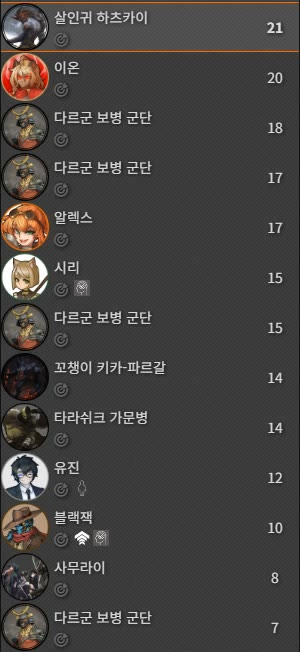 살인귀 하츠카이
21
이온
20
다르군 보병 군단
18
다르군 보병 군단
17
알렉스
17
시리
15
다르군 보병 군단
15
꼬챙이 키카-파르갈
14
타라쉬크 가문병
14
유진
12
블랙잭
10
사무라이
8
다르군 보병 군단
7